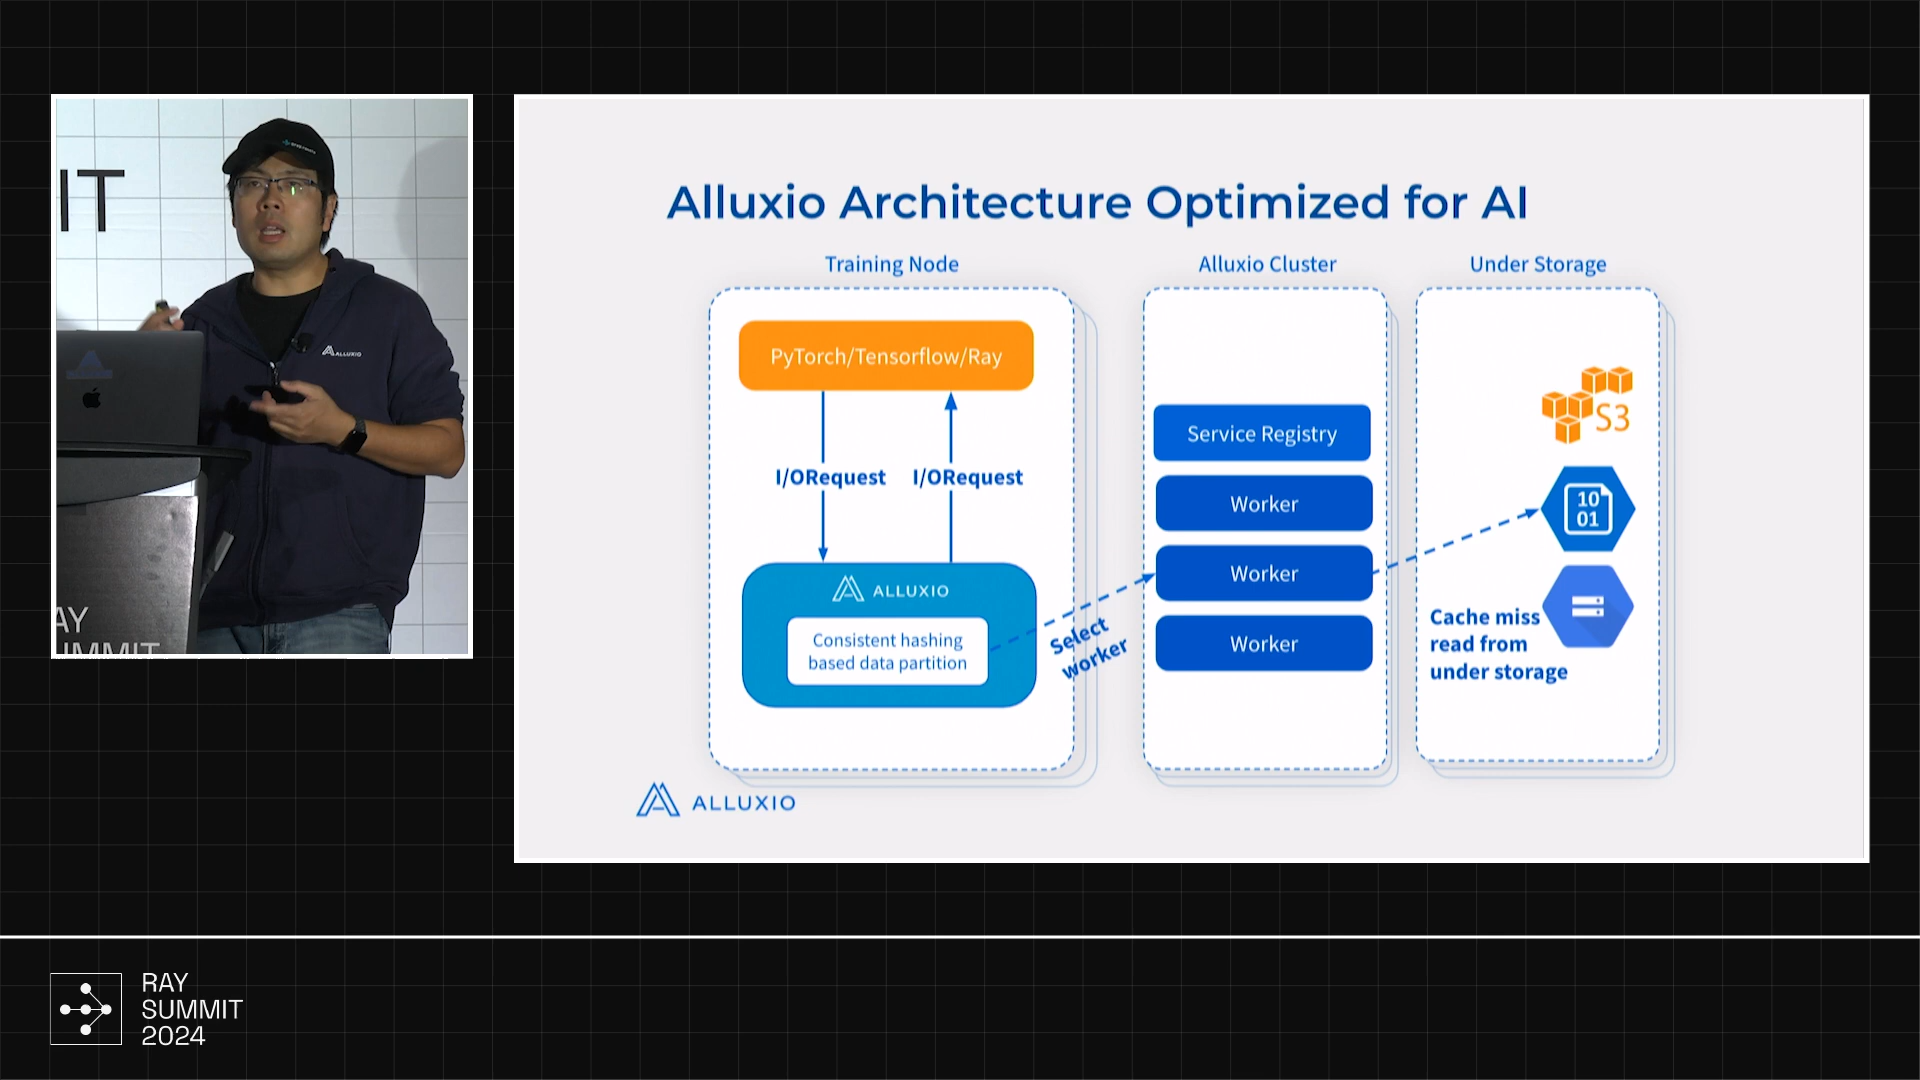 IT
ALLUXIO
AY
UMMIT
Alluxio Architecture Optimized for AI
Training Node
Alluxio Cluster
Under Storage
PyTorch/Tensorflow/Ray
I/ORequest
I/ORequest
ALLUXIO
Consistent hashing
based data partition
Select
worker
Service Registry
Worker
Worker
Worker
S3
10
01
Cache miss
read from
under storage
ALLUXIO
RAY
SUMMIT
2024